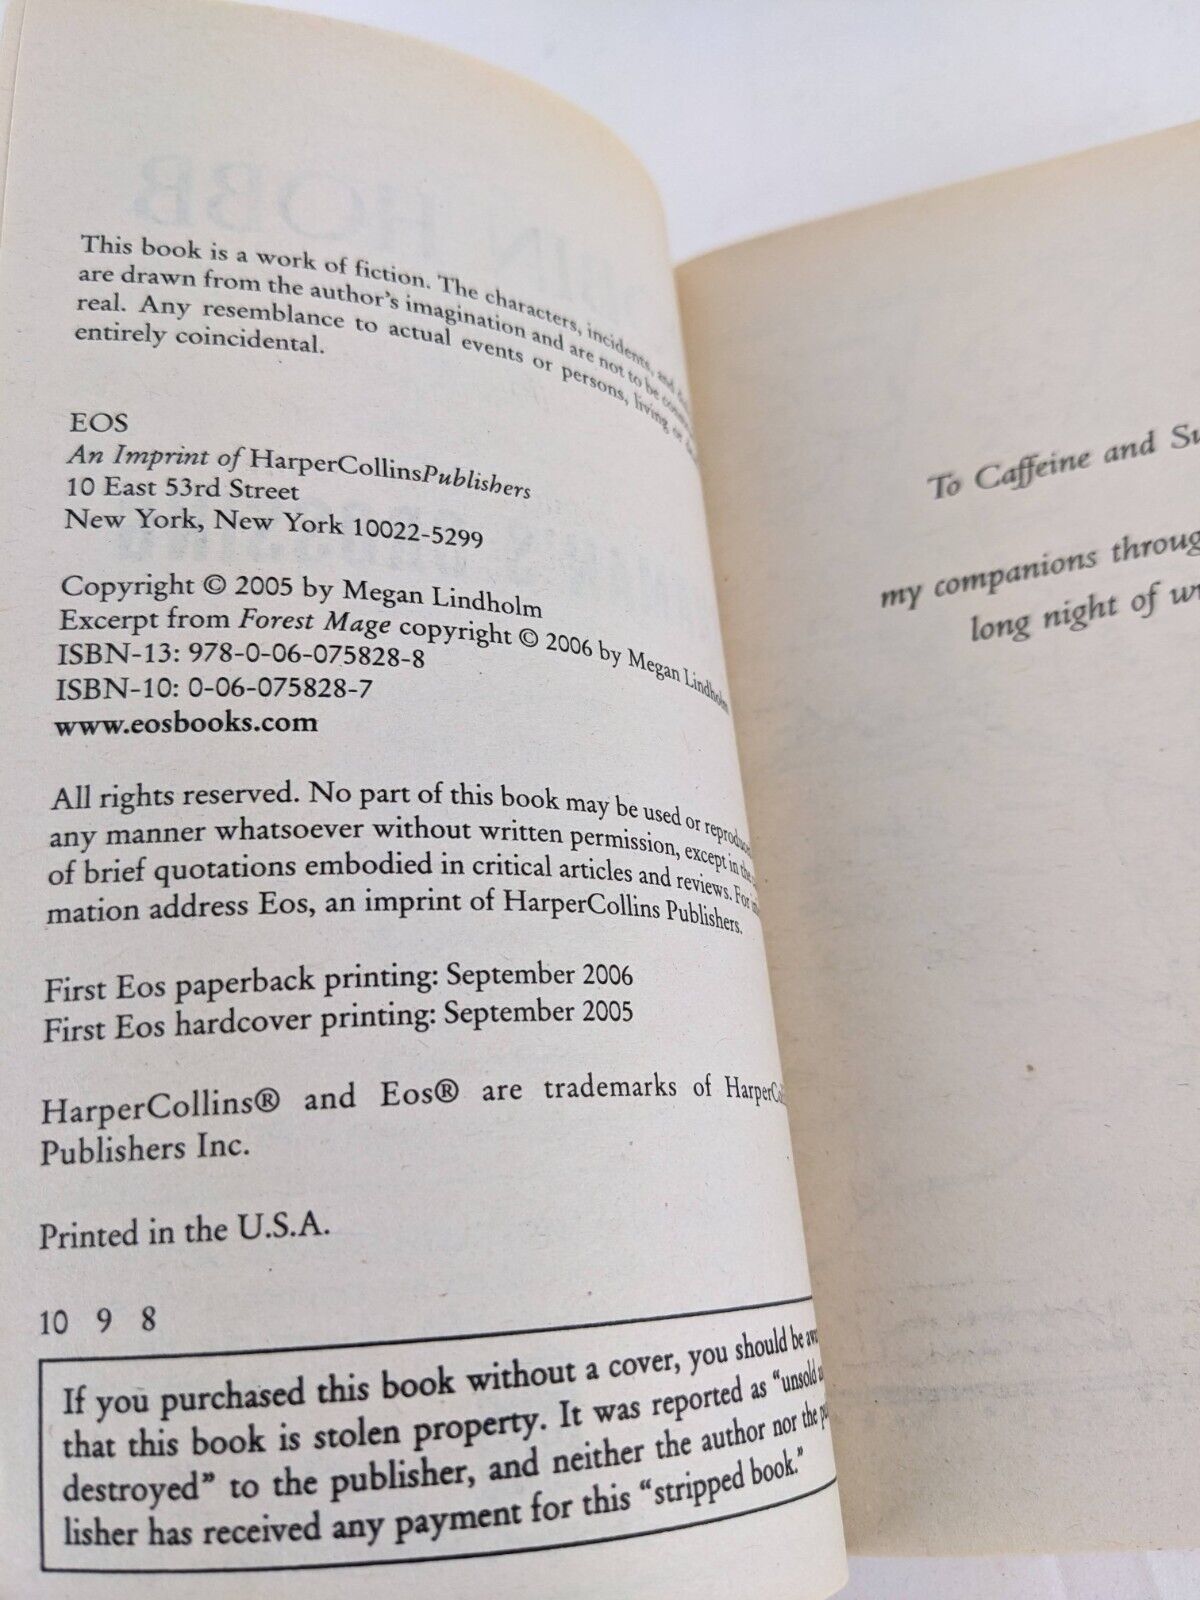 This book is a work of fiction. The characters, incidents, and
are drawn from the author's imagination and are not to be
real. Any resemblance to actual events or persons, living or
entirely coincidental.
EOS
An Imprint of HarperCollinsPublishers
10 East 53rd Street
New York, New York 10022-5299
Copyright © 2005 by Megan Lindholm
Excerpt from Forest Mage copyright © 2006 by Megan Lindholm
ISBN-13: 978-0-06-075828-8
ISBN-10: 0-06-075828-7
www.eosbooks.com
All rights reserved. No part of this book may be used or
any manner whatsoever without written permission, except in the
of brief quotations embodied in critical articles and reviews. For
mation address Eos, an imprint of HarperCollins Publishers.
First Eos paperback printing: September 2006
First Eos hardcover printing: September 2005
HarperCollins® and Eos® are trademarks of
Publishers Inc.
Printed in the U.S.A.
10 9 8
If you purchased this book without a cover, you should be
that this book is stolen property. It was reported as "unsold
destroyed" to the publisher, and neither the author nor the
lisher has received any payment for this "stripped book."
To Caffeine and
my companions
long night of